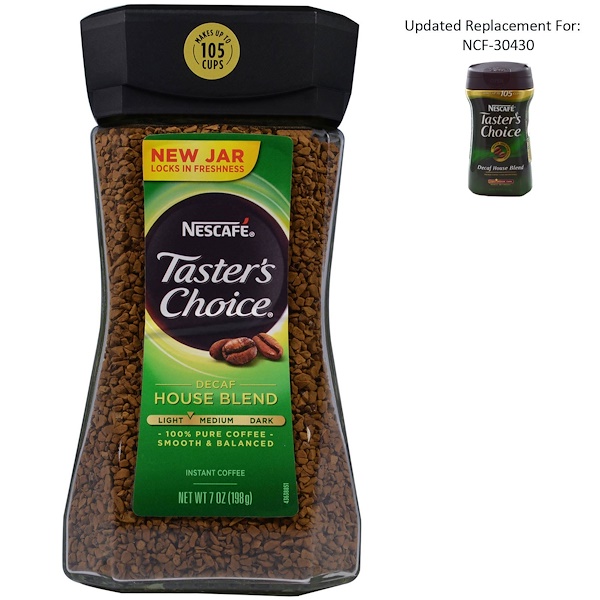 MAKES UP TO
105
CUPS
NEW JAR
LOCKS IN FRESHNESS
NESCAFÉ®
Taster's
Choice®
DECAF
HOUSE BLEND
LIGHT MEDIUM DARK
- 100% PURE COFFEE -
SMOOTH & BALANCED
INSTANT COFFEE
NET WT 7 OZ (198g)
Updated Replacement For:
NCF-30430
105
NESCAFÉ
Taster's
Choice
Decaf House Blend